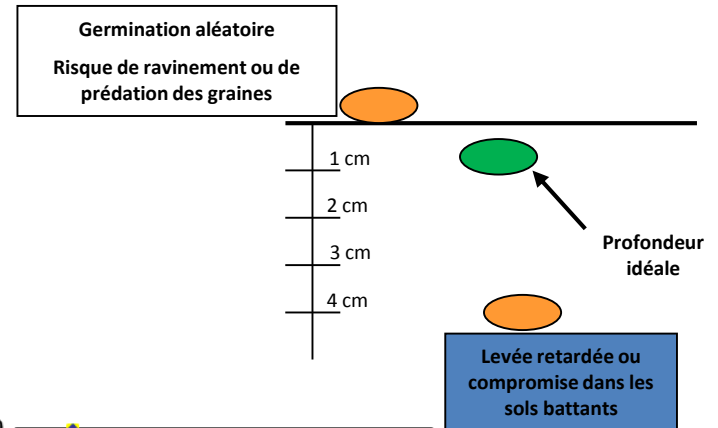 Germination aléatoire
Risque de ravinement ou de
prédation des graines
1 cm
2 cm
3 cm
4 cm
Profondeur
idéale
Levée retardée ou
compromise dans les
sols battants